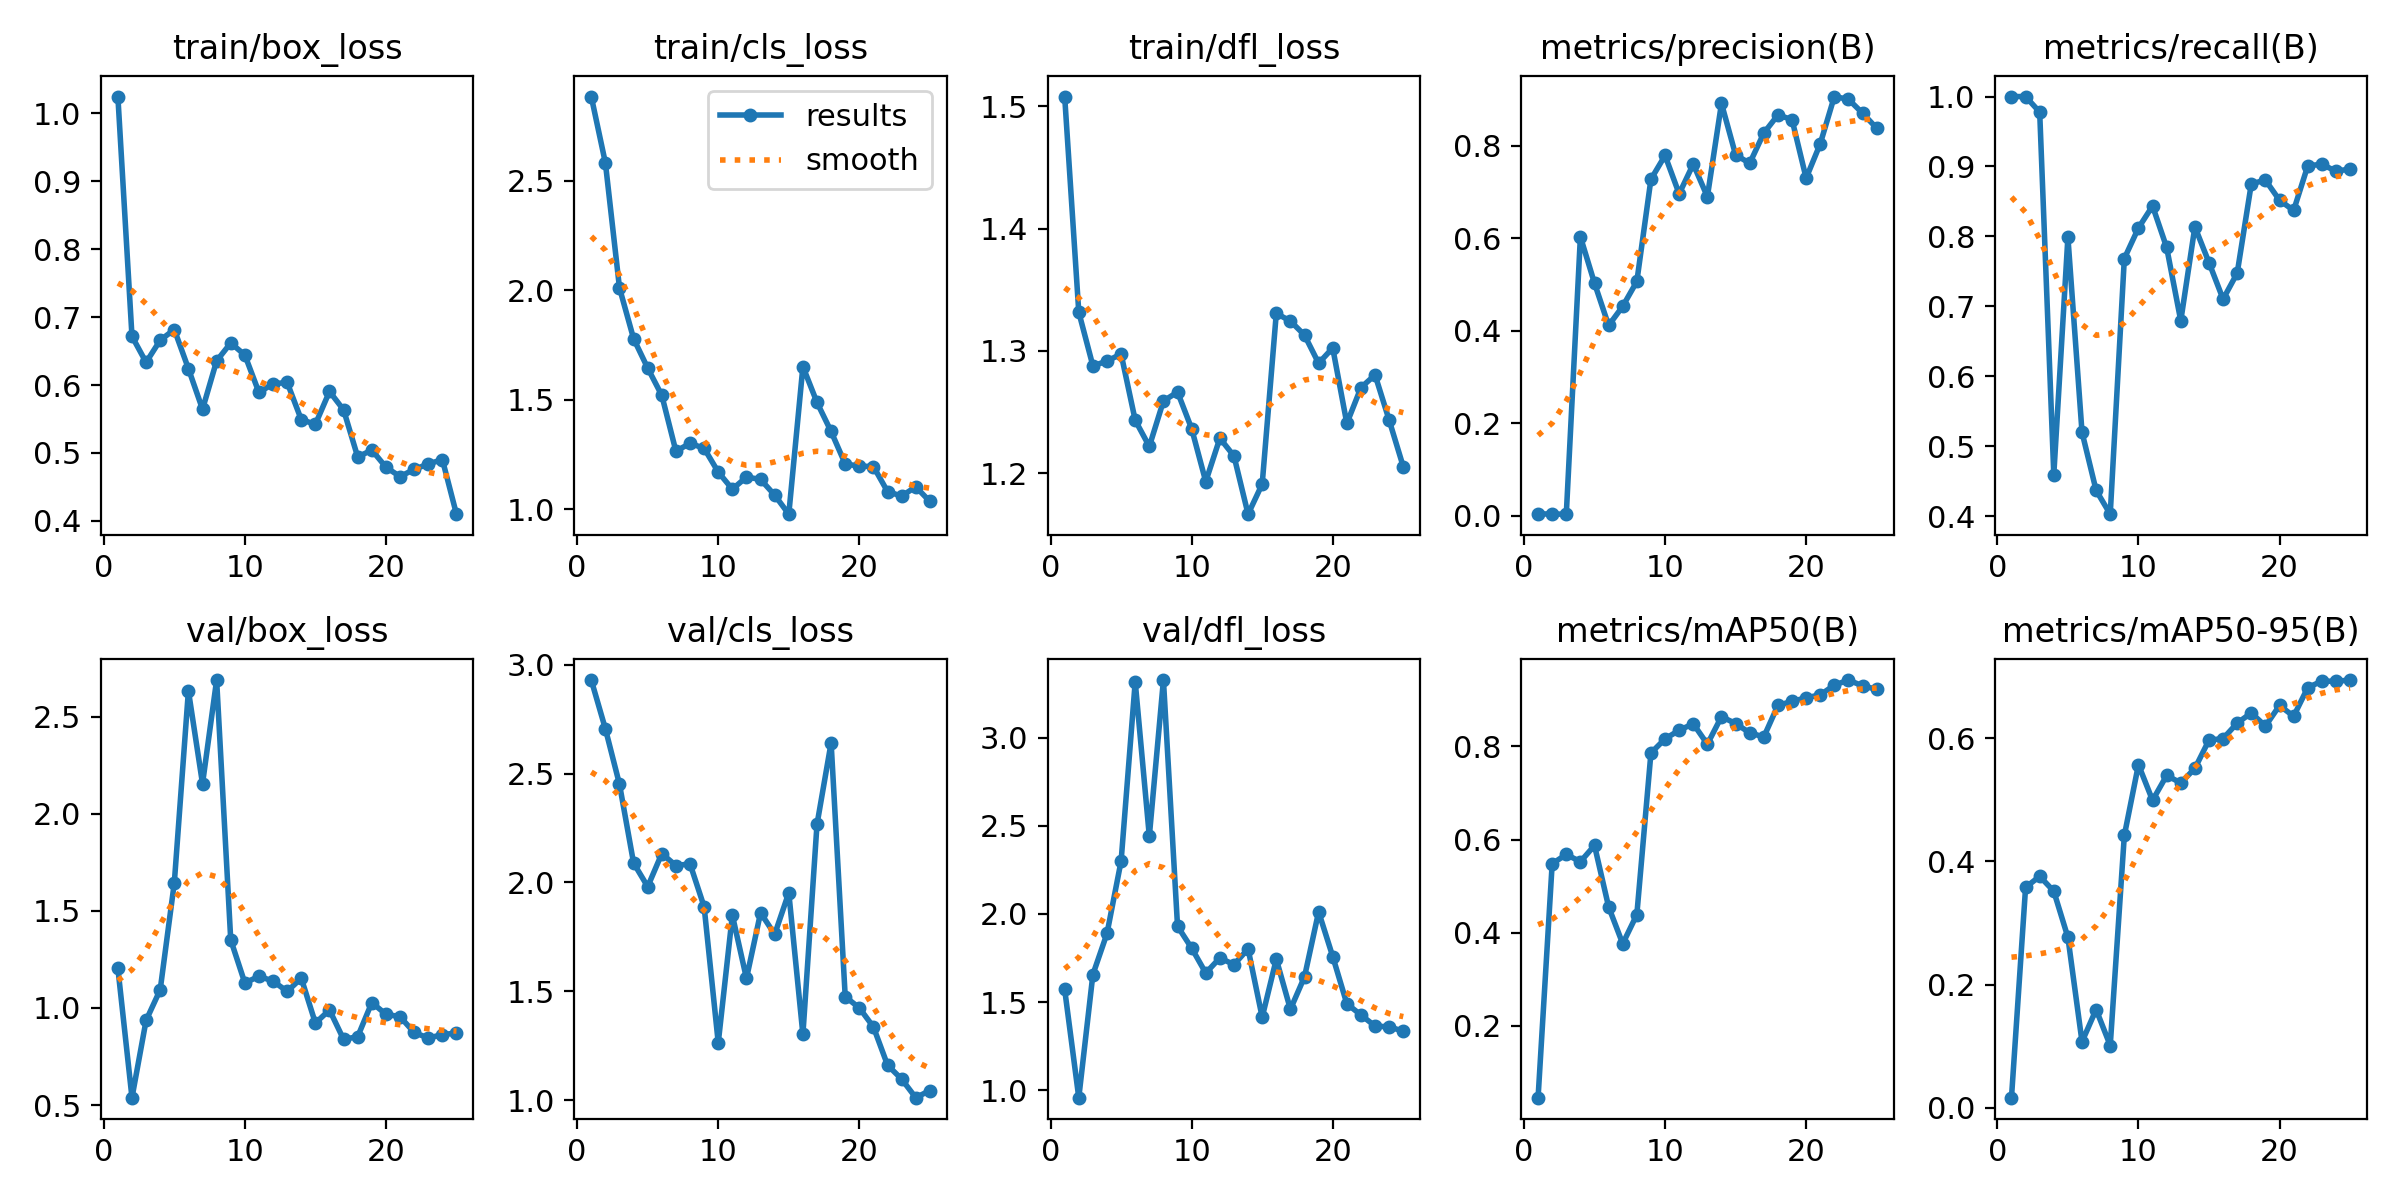 train/box_loss
train/cls_loss
train/dfl_loss
metrics/precision(B)
metrics/recall(B)
results
smooth
1.0
0.9
0.8
0.7
0.6
0.5
0.4
0 10 20
2.5
2.0
1.5
1.0
0 10 20
1.5
1.4
1.3
1.2
0 10 20
0.8
0.6
0.4
0.2
0.0
0 10 20
1.0
0.9
0.8
0.7
0.6
0.5
0.4
0 10 20
val/box_loss
val/cls_loss
val/dfl_loss
metrics/mAP50(B)
metrics/mAP50-95(B)
2.5
2.0
1.5
1.0
0.5
0 10 20
3.0
2.5
2.0
1.5
1.0
0 10 20
3.0
2.5
2.0
1.5
1.0
0 10 20
0.8
0.6
0.4
0.2
0 10 20
0.6
0.4
0.2
0.0
0 10 20